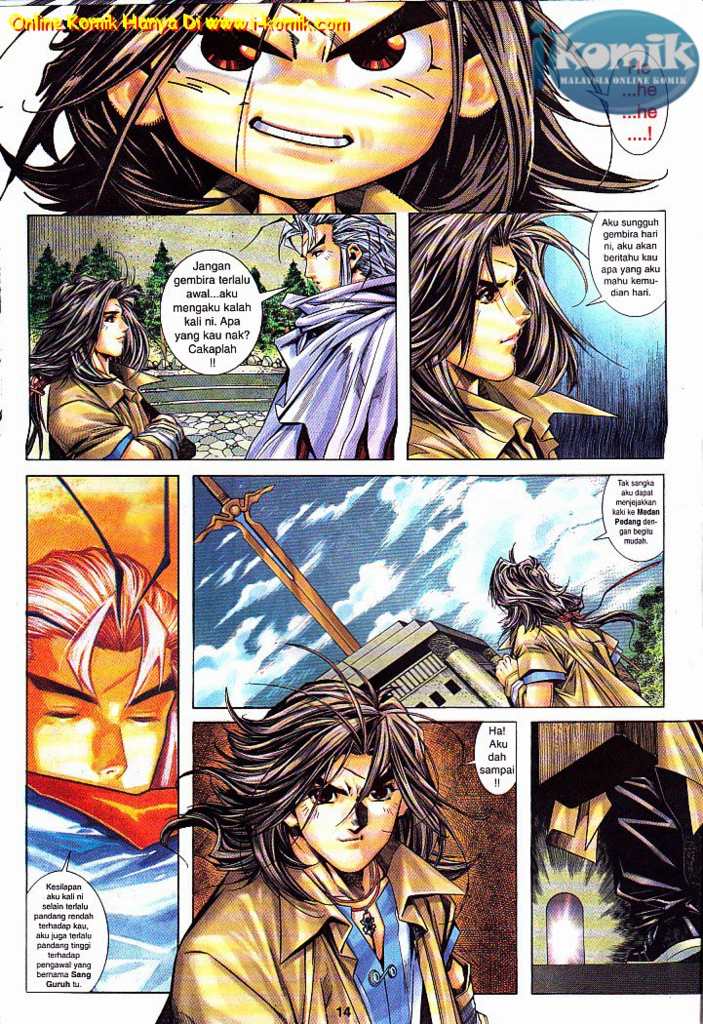 Online Komik Hanya Di www.i-komik.com
ikomik
MALAYSIA ONLINE KOMIK
...he
...he
....!
Jangan
gembira terlalu
awal...aku
mengaku kalah
kali ni. Apa
yang kau nak?
Cakaplah
!!
Aku sungguh
gembira hari
ni, aku akan
beritahu kau
apa yang aku
mahu kemu-
dian hari.
Tak sangka
aku dapat
menjejakkan
kaki ke Medan
Pedang den-
gan begitu
mudah.
Kesilapan
aku kali ni
selain terlalu
pandang rendah
terhadap kau,
aku juga terlalu
pandang tinggi
pengawal yang
bernama Sang
Guruh tu.
Ha!
Aku
dah
sampai
!!
14